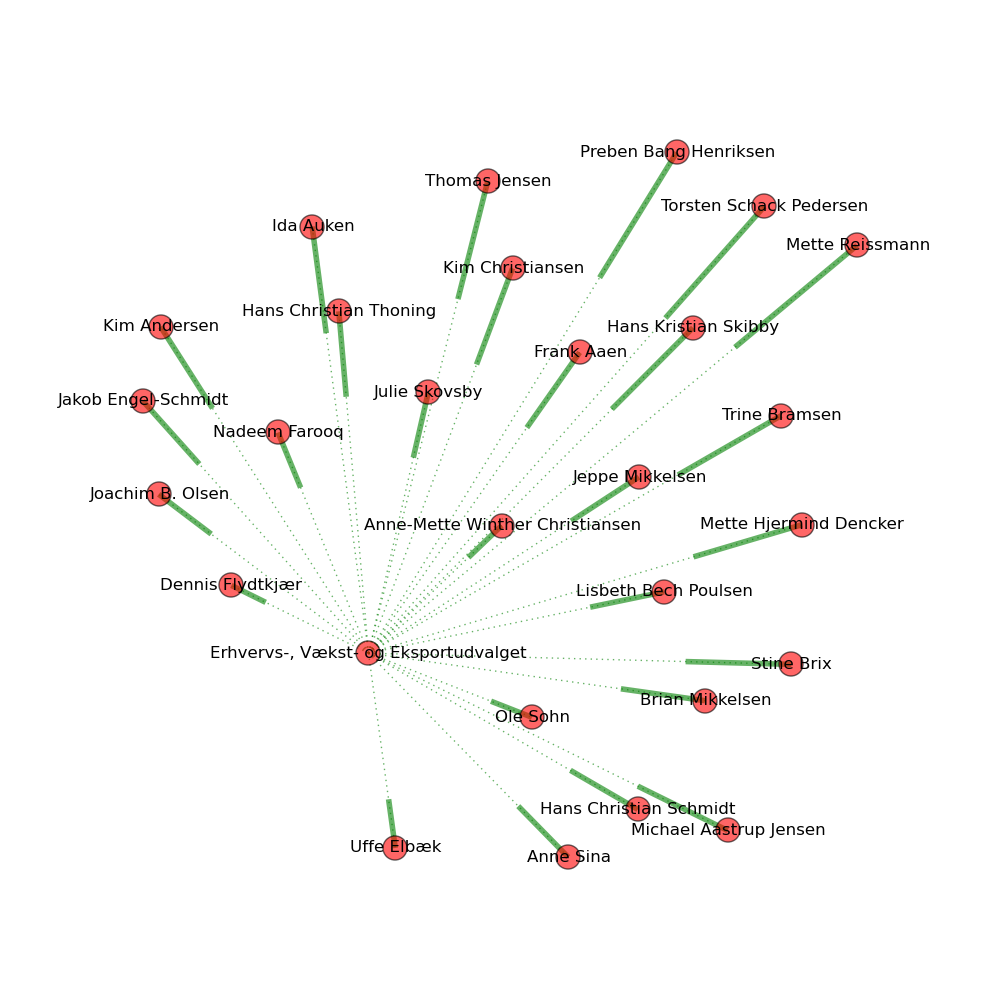 Preben Bang Henriksen
Thomas Jensen
Torsten Schack Pedersen
Ida Auken
Mette Reissmann
Kim Christiansen
Hans Christian Thoning
Kim Andersen
Hans Kristian Skibby
Frank Aaen
Julie Skovsby
Jakob Engel-Schmidt
Trine Bramsen
Nadeem Farooq
Jeppe Mikkelsen
Joachim B. Olsen
Anne-Mette Winther Christiansen
Mette Hjermind Dencker
Dennis Flydtkjær
Lisbeth Bech Poulsen
Erhvervs-, Vækst- og Eksportudvalget
Stine Brix
Brian Mikkelsen
Ole Sohn
Hans Christian Schmidt
Michael Aastrup Jensen
Uffe Elbæk
Anne Sina